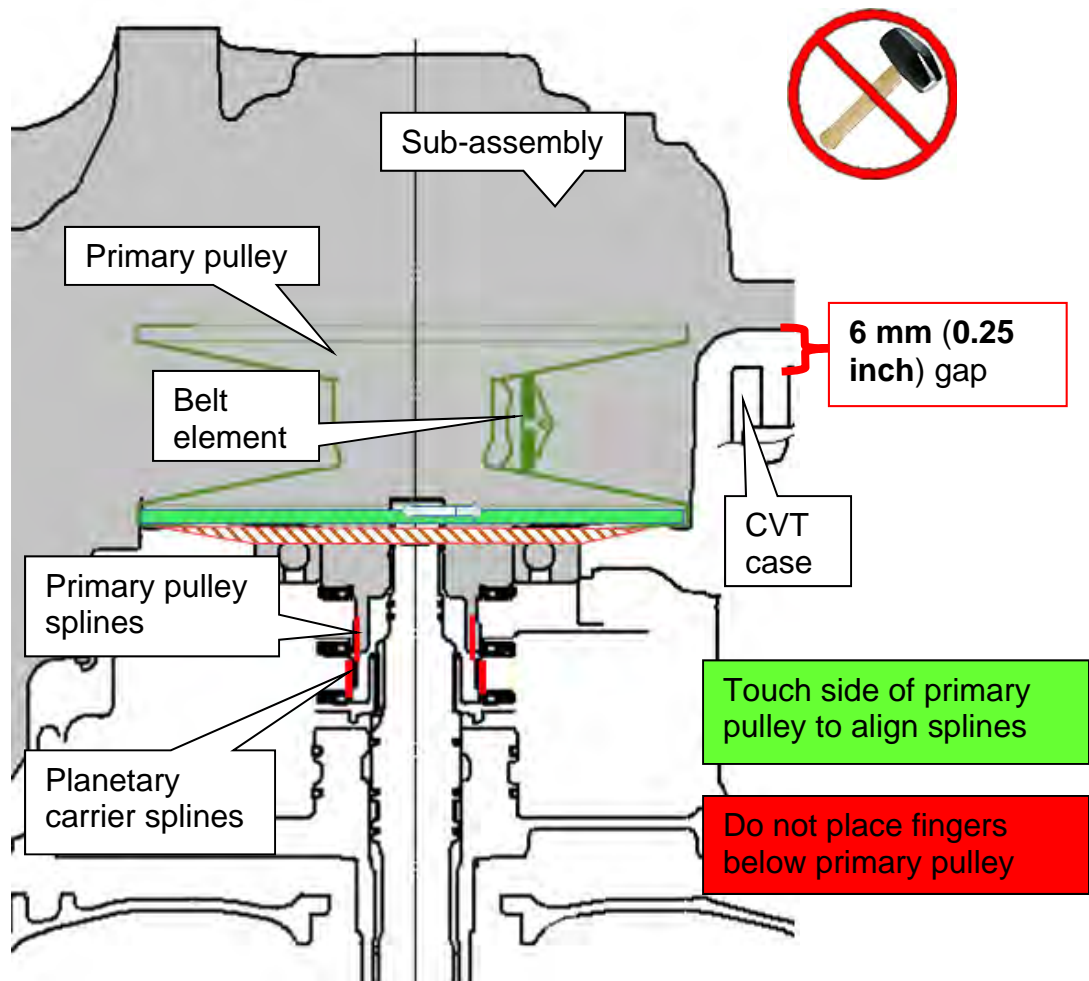 Sub-assembly
Primary pulley
6 mm (0.25
inch) gap
Belt
element
CVT
case
Primary pulley
splines
Touch side of primary
pulley to align splines
Planetary
carrier splines
Do not place fingers
below primary pulley